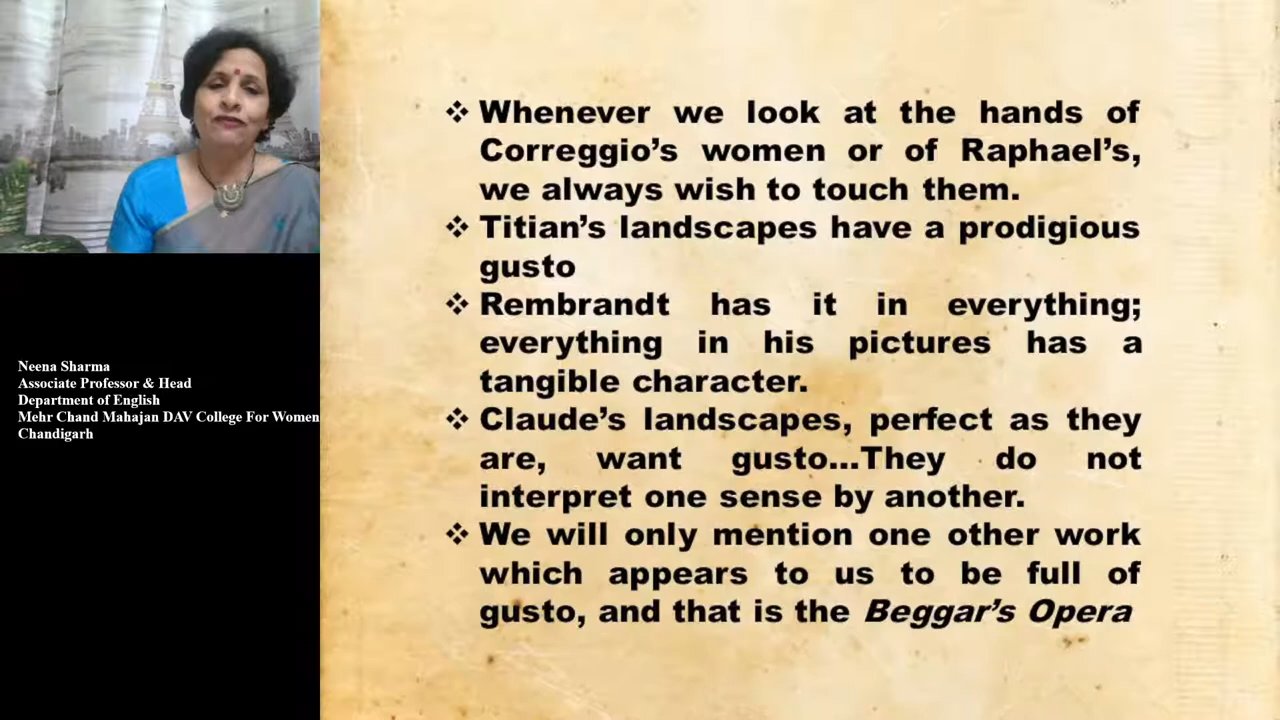 Neena Sharma
Associate Professor & Head
Department of English
Mehr Chand Mahajan DAV College For Women
Chandigarh
❖ Whenever we look at the hands of
Correggio’s women or of Raphael’s,
we always wish to touch them.
❖ Titian’s landscapes have a prodigious
gusto
❖ Rembrandt has it in everything;
everything in his pictures has a
tangible character.
❖ Claude’s landscapes, perfect as they
are, want gusto...They do not
interpret one sense by another.
❖ We will only mention one other work
which appears to us to be full of
gusto, and that is the Beggar’s Opera